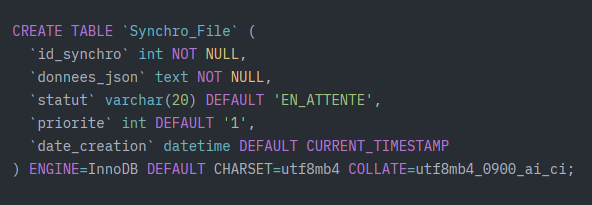 CREATE TABLE `Synchro_File` (
  `id_synchro` int NOT NULL,
  `donnees_json` text NOT NULL,
  `statut` varchar(20) DEFAULT 'EN_ATTENTE',
  `priorite` int DEFAULT '1',
  `date_creation` datetime DEFAULT CURRENT_TIMESTAMP
) ENGINE=InnoDB DEFAULT CHARSET=utf8mb4 COLLATE=utf8mb4_0900_ai_ci;